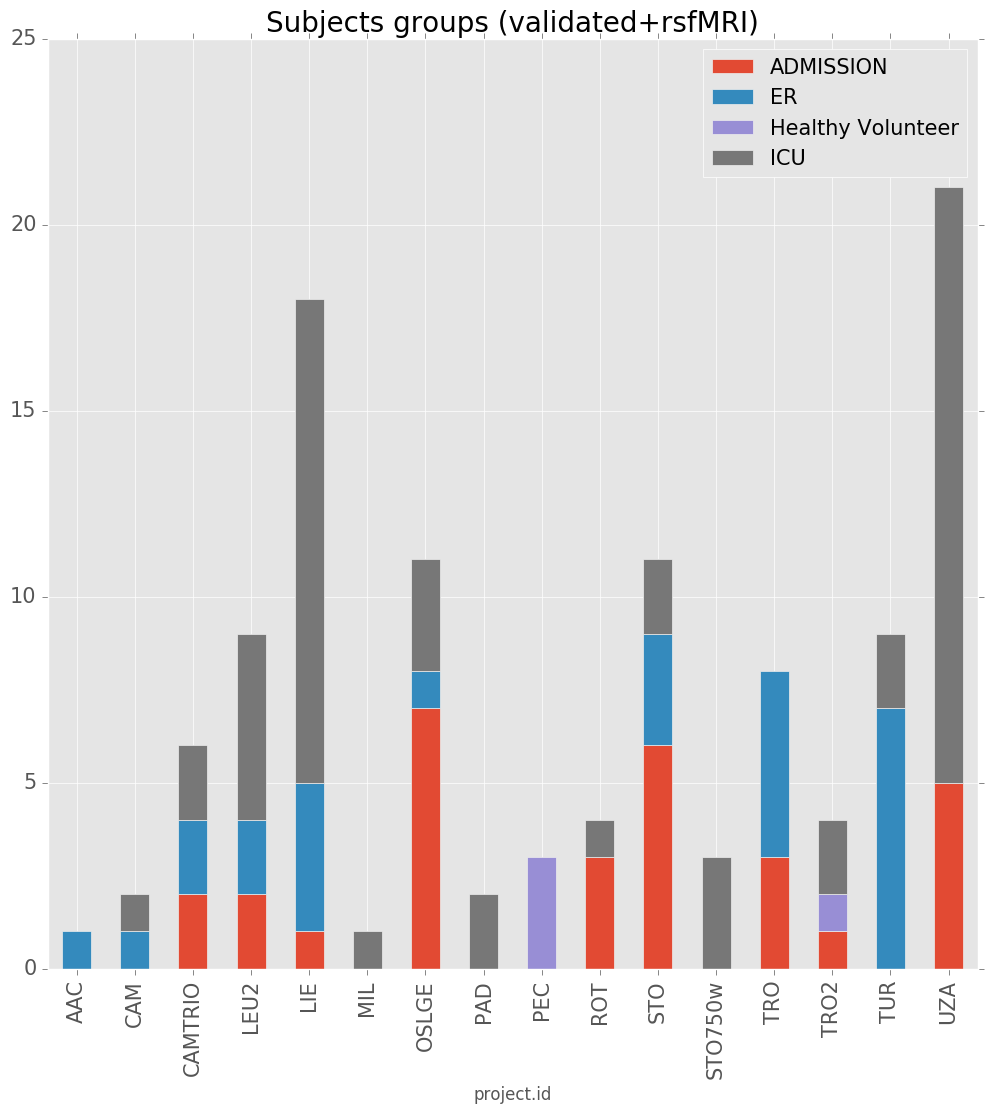 Subjects groups (validated+rsfMRI)
25
20
15
10
5
0
ADMISSION
ER
Healthy Volunteer
ICU
AAC
CAM
CAMTRIO
LEU2
LIE
MIL
OSLGE
PAD
PEC
ROT
STO
STO750w
TRO
TRO2
TUR
UZA
project.id